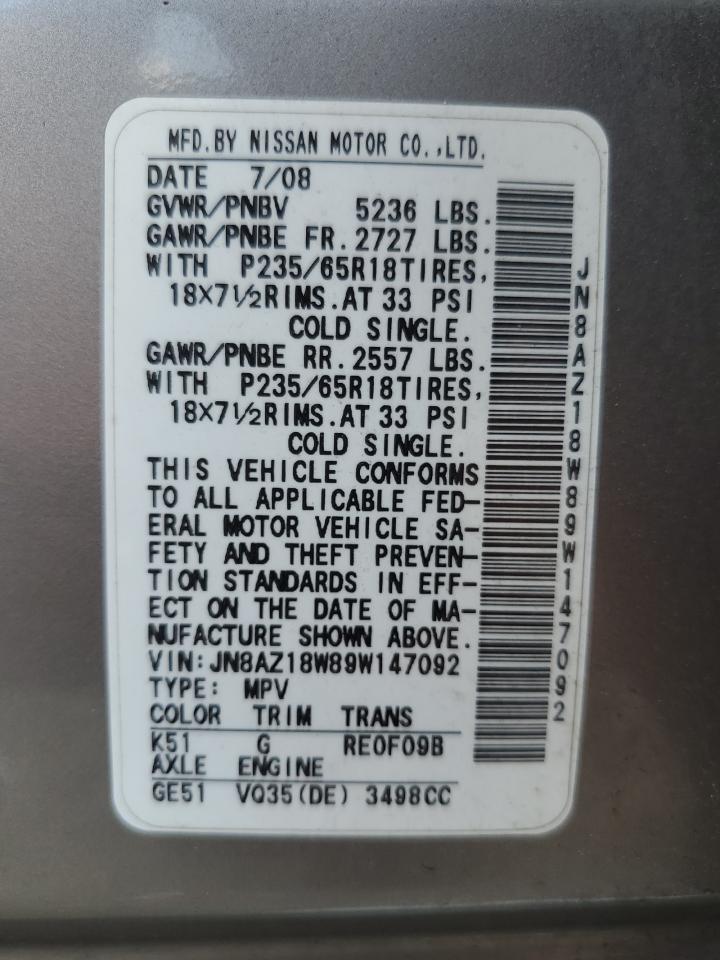 MFD.BY NISSAN MOTOR CO.,LTD.
DATE 7/08
GVWR/PNBV 5236 LBS.
GAWR/PNBE FR.2727 LBS.
WITH P235/65R18TIRES,
18X7½RIMS.AT 33 PSI
COLD SINGLE.
GAWR/PNBE RR.2557 LBS.
WITH P235/65R18TIRES,
18X7½RIMS.AT 33 PSI
COLD SINGLE.
THIS VEHICLE CONFORMS
TO ALL APPLICABLE FED-
ERAL MOTOR VEHICLE SA-
FETY AND THEFT PREVEN-
TION STANDARDS IN EFF-
ECT ON THE DATE OF MA-
NUFACTURE SHOWN ABOVE.
VIN:JN8AZ18W89W147092
TYPE: MPV
COLOR TRIM TRANS
K51 G RE0F09B
AXLE ENGINE
GE51 VQ35(DE) 3498CC
JN8AZ18W89W147092